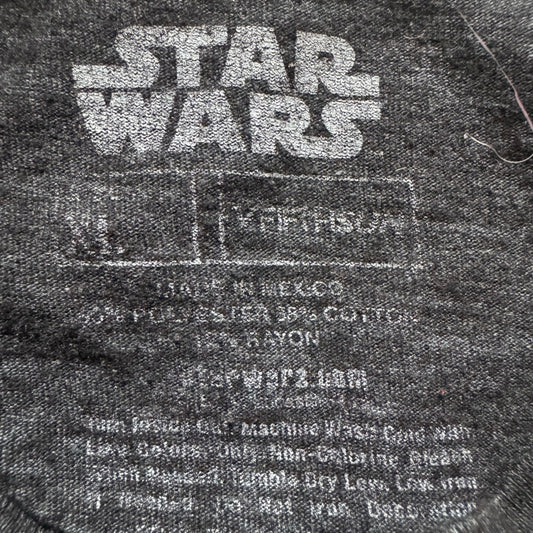 STAR
WARS
XL
FIFTHSUN
MADE IN MEXICO
POLYESTER 38% COTTON
RAYON
starwars.com
Turn Inside Out. Machine Wash Cold With
Like Colors. Only Non-Chlorine Bleach
When Needed. Tumble Dry Low. Low Iron
If Needed. Do Not Iron Decoration